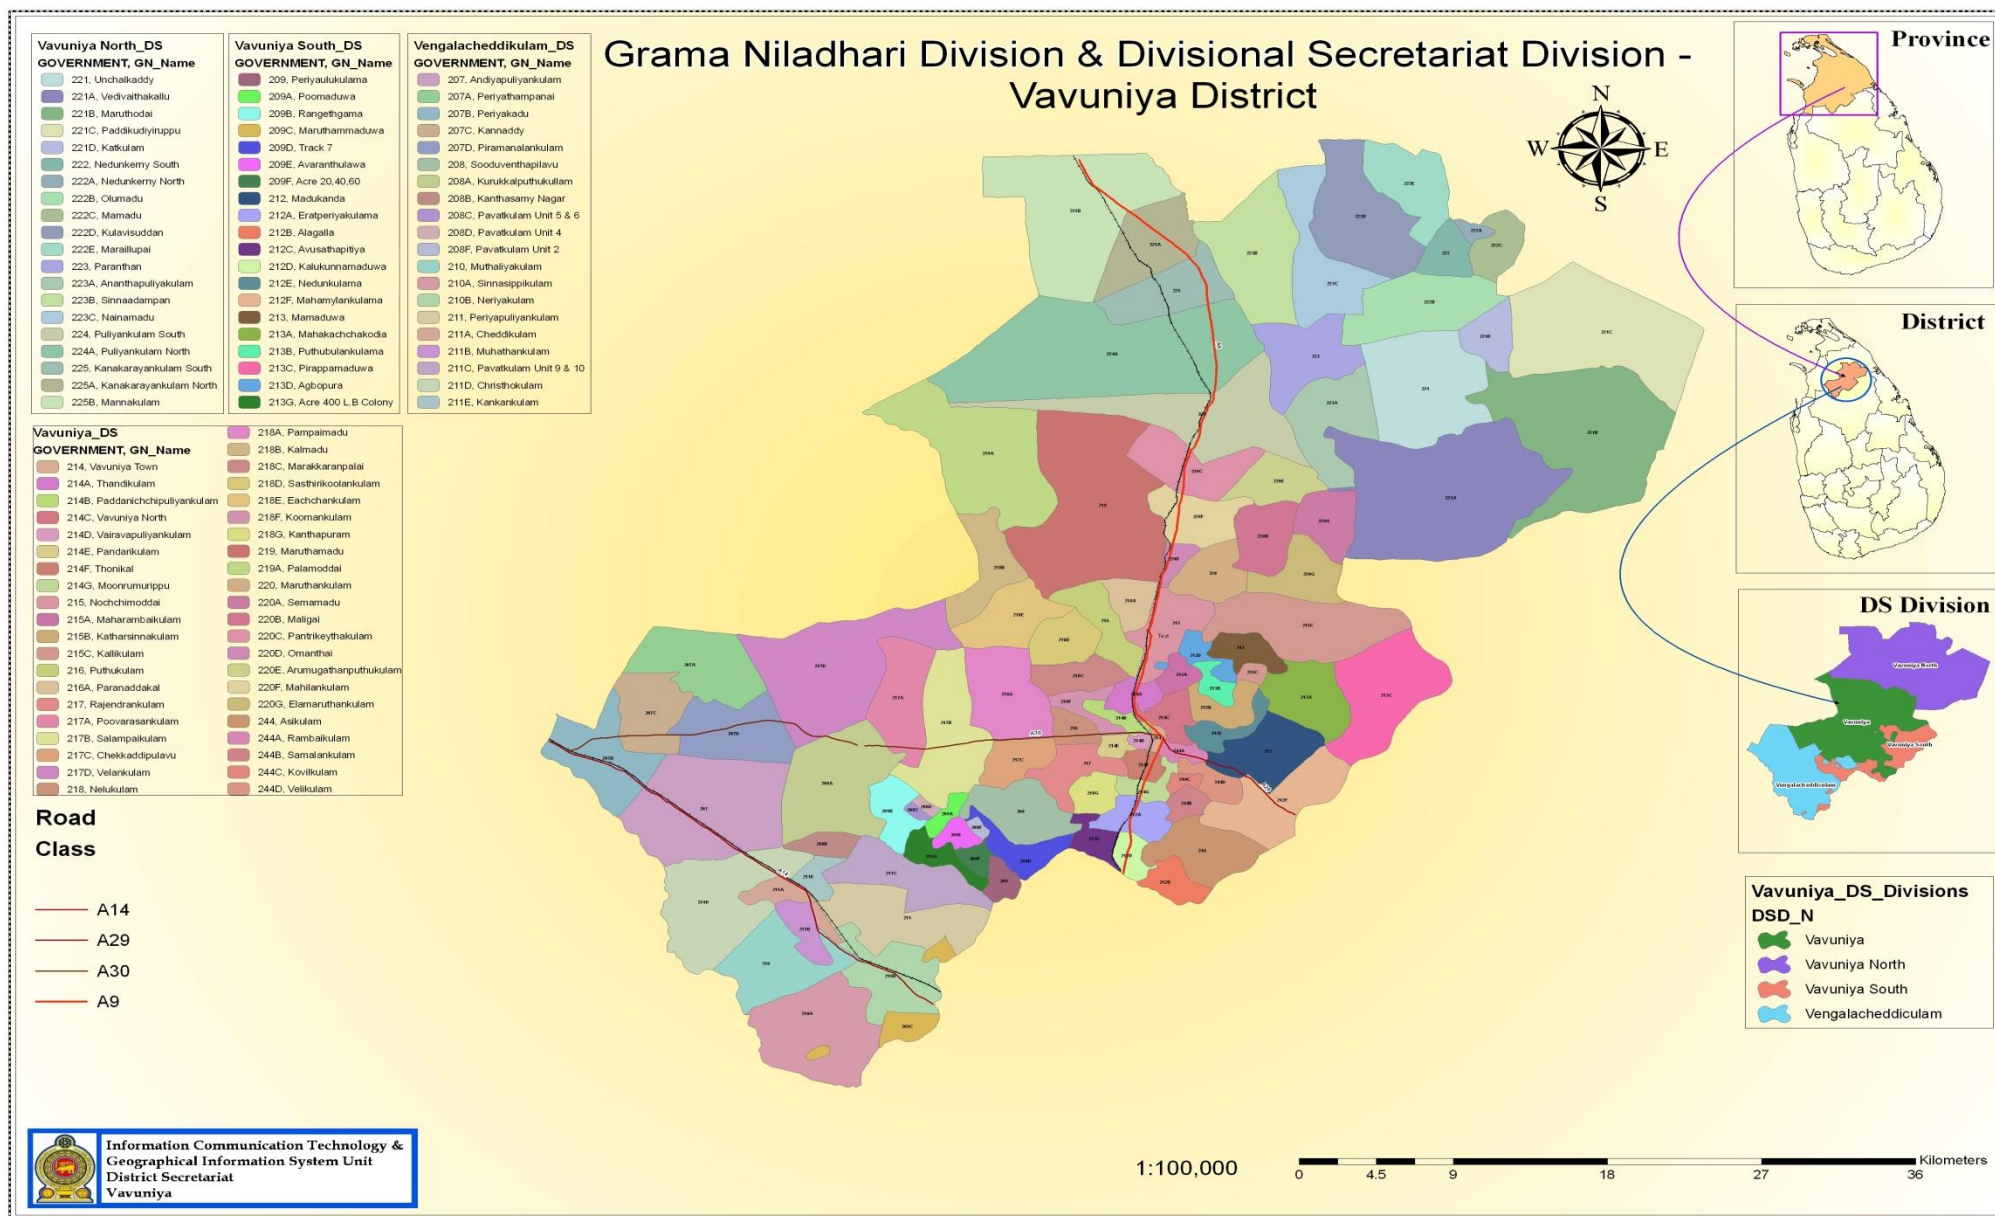 Grama Niladhari Division & Divisional Secretariat Division -
Vavuniya District
Vavuniya North_DS
GOVERNMENT, GN_Name
221, Unchalkaddy
221A, Vedivaithakallu
221B, Maruthodai
221C, Paddikudiyiruppu
221D, Katkulam
222, Nedunkerny South
222A, Nedunkerny North
222B, Olumadu
222C, Mamadu
222D, Kulavisuddan
222E, Maraillupai
223, Paranthan
223A, Ananthapuliyakulam
223B, Sinnaadampan
223C, Nainamadu
224, Puliyankulam South
224A, Puliyankulam North
225, Kanakarayankulam South
225A, Kanakarayankulam North
225B, Mannakulam
Vavuniya South_DS
GOVERNMENT, GN_Name
209, Periyaulukulama
209A, Poomaduwa
209B, Rangethgama
209C, Maruthammaduwa
209D, Track 7
209E, Avaranthulawa
209F, Acre 20,40,60
212, Madukanda
212A, Eratperiyakulama
212B, Alagalla
212C, Avusathapitiya
212D, Kalukunnamaduwa
212E, Nedunkulama
212F, Mahamylankulama
213, Mamaduwa
213A, Mahakachchakodia
213B, Puthubulankulama
213C, Pirappamaduwa
213D, Agbopura
213G, Acre 400 L.B Colony
Vengalacheddikulam_DS
GOVERNMENT, GN_Name
207, Andiyapuliyankulam
207A, Periyathampanai
207B, Periyakadu
207C, Kannaddy
207D, Piramanalankulam
208, Sooduventhapilavu
208A, Kurukkalputhukullam
208B, Kanthasamy Nagar
208C, Pavatkulam Unit 5 & 6
208D, Pavatkulam Unit 4
208F, Pavatkulam Unit 2
210, Muthaliyakulam
210A, Sinnasippikulam
210B, Neriyakulam
211, Periyapuliyankulam
211A, Cheddikulam
211B, Muhathankulam
211C, Pavatkulam Unit 9 & 10
211D, Christhokulam
211E, Kankankulam
Vavuniya_DS
GOVERNMENT, GN_Name
214, Vavuniya Town
214A, Thandikulam
214B, Paddanichchipuliyankulam
214C, Vavuniya North
214D, Vairavapuliyankulam
214E, Pandarikulam
214F, Thonikal
214G, Moonrumurippu
215, Nochchimoddai
215A, Maharambaikulam
215B, Katharsinnakulam
215C, Kallikulam
216, Puthukulam
216A, Paranaddakal
217, Rajendrankulam
217A, Poovarasankulam
217B, Salampaikulam
217C, Chekkaddipulavu
217D, Velankulam
218, Nelukulam
218A, Pampaimadu
218B, Kalmadu
218C, Marakkaranpalai
218D, Sasthirikoolankulam
218E, Eachchankulam
218F, Koomankulam
218G, Kanthapuram
219, Maruthamadu
219A, Palamoddai
220, Maruthankulam
220A, Semamadu
220B, Maligai
220C, Pantrikeythakulam
220D, Omanthai
220E, Arumugathanputhukulam
220F, Mahilankulam
220G, Elamaruthankulam
244, Asikulam
244A, Rambaikulam
244B, Samalankulam
244C, Kovilkulam
244D, Velikulam
Road
Class
A14
A29
A30
A9
N
W
E
S
Province
District
DS Division
Vavuniya North
Vavuniya
Vavuniya South
Vengalacheddiculam
Vavuniya_DS_Divisions
DSD_N
Vavuniya
Vavuniya North
Vavuniya South
Vengalacheddiculam
Information Communication Technology &
Geographical Information System Unit
District Secretariat
Vavuniya
1:100,000
0 4.5 9 18 27 36
Kilometers